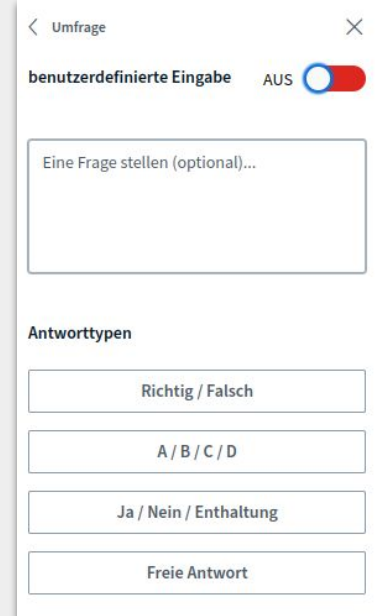 Umfrage
benutzerdefinierte Eingabe AUS
Eine Frage stellen (optional)...
Antworttypen
Richtig / Falsch
A / B / C / D
Ja / Nein / Enthaltung
Freie Antwort